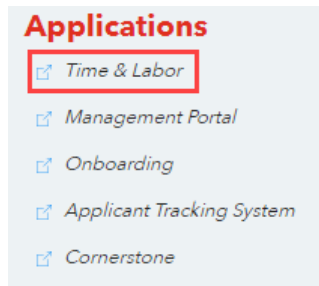 Applications
Time & Labor
Management Portal
Onboarding
Applicant Tracking System
Cornerstone